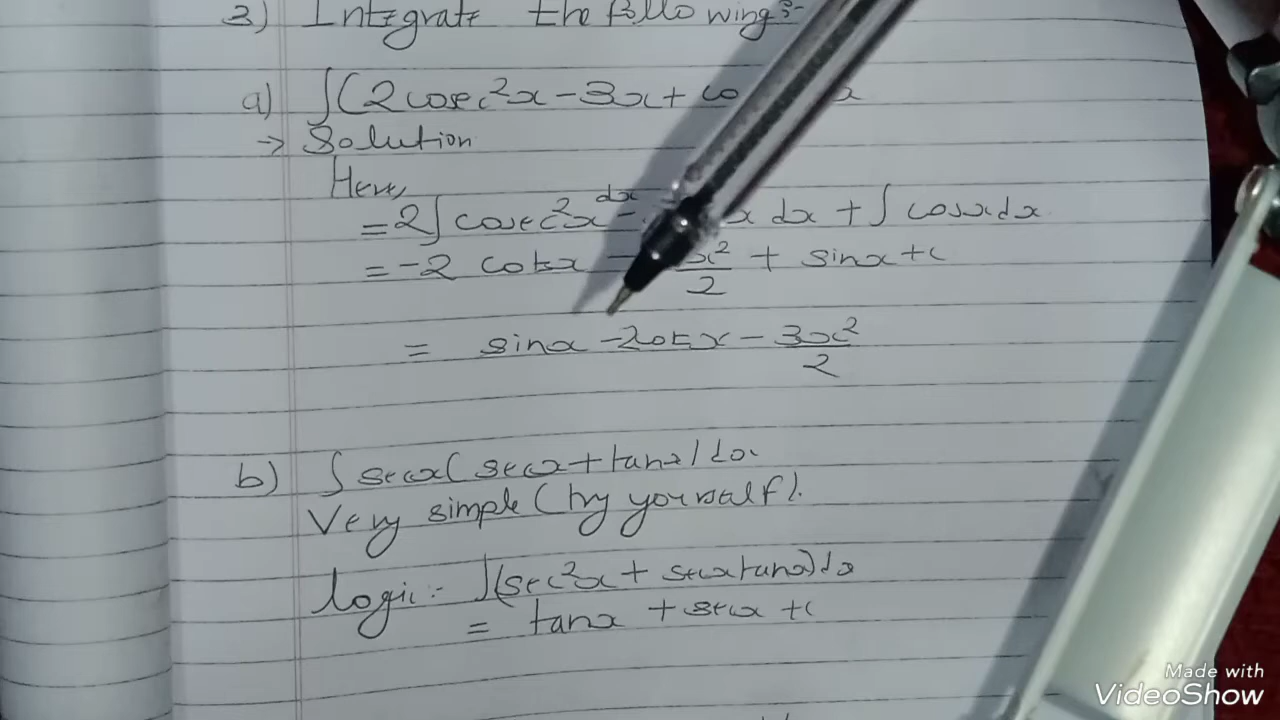 3) Integrate the following:-
a) ∫(2cosec²x - 3x + co x
→ Solution
Here,
= 2∫ cosec²x dx - x dx + ∫ cosx dx
= -2 cotx - x²/2 + sinx + c
= sinx - 2cotx - 3x²/2
b) ∫ secx (secx + tanx) dx.
Very simple (try yourself).
logic:- ∫(sec²x + secx tanx) dx
= tanx + secx + c
Made with
VideoShow